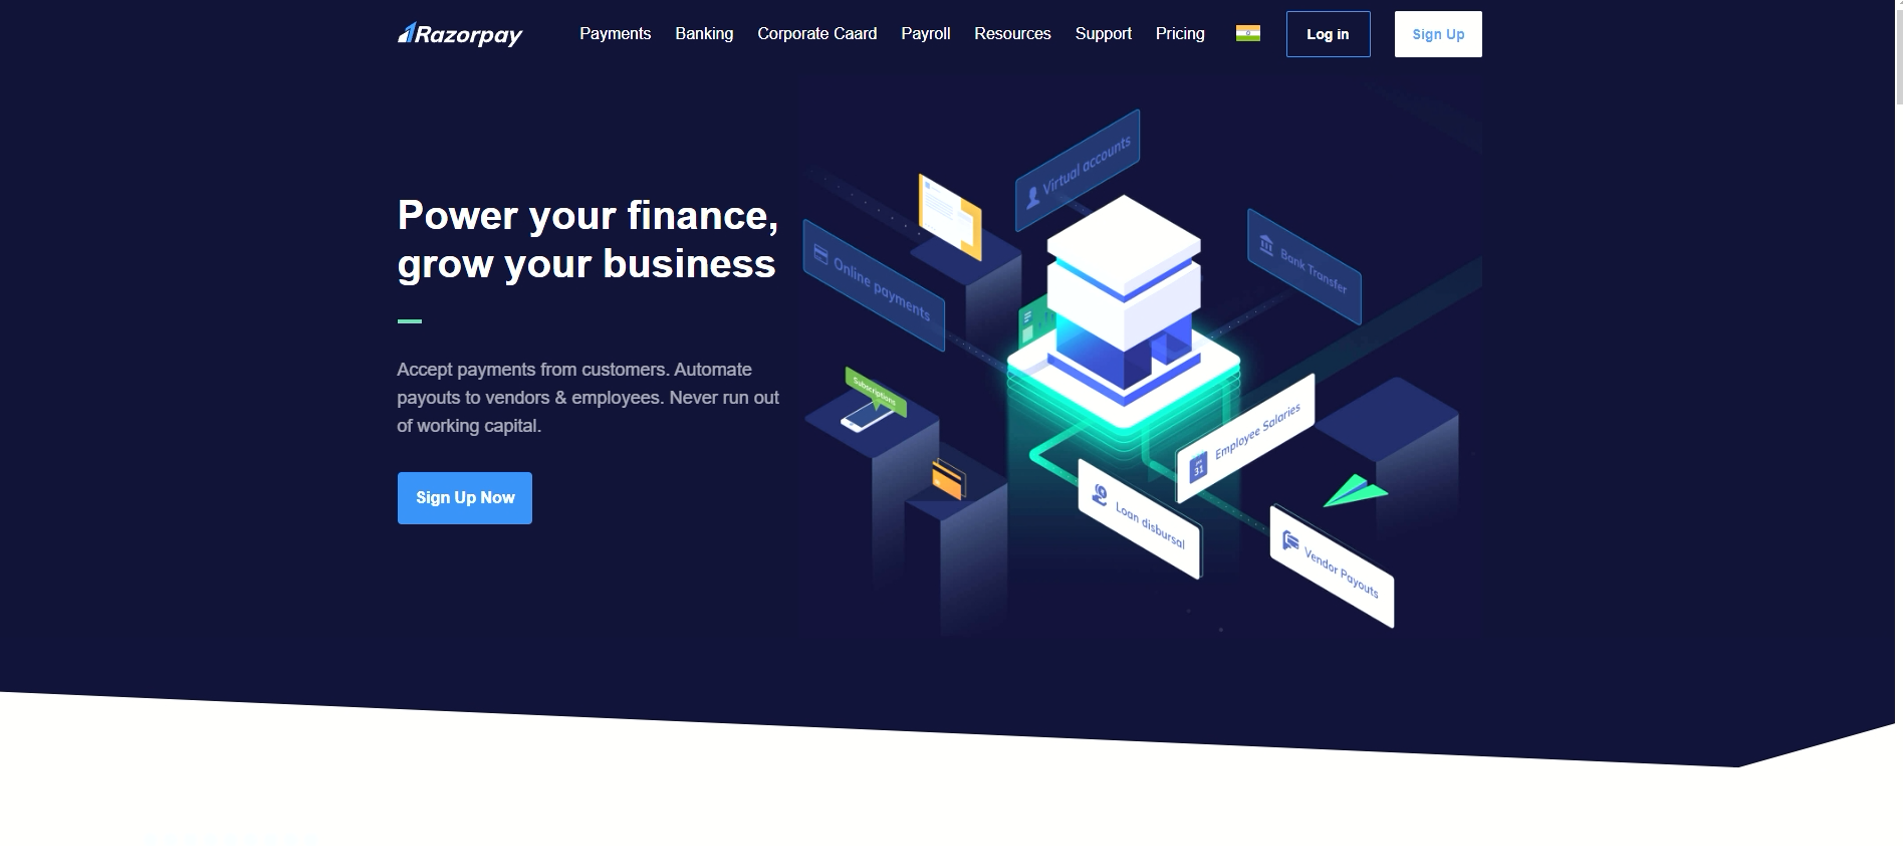 Razorpay
Payments Banking Corporate Caard Payroll Resources Support Pricing Log in Sign Up
Power your finance,
grow your business
Accept payments from customers. Automate
payouts to vendors & employees. Never run out
of working capital.
Sign Up Now
Virtual accounts
Online payments
Bank Transfer
Subscriptions
Employee Salaries
31
Loan disbursal
Vendor Payouts